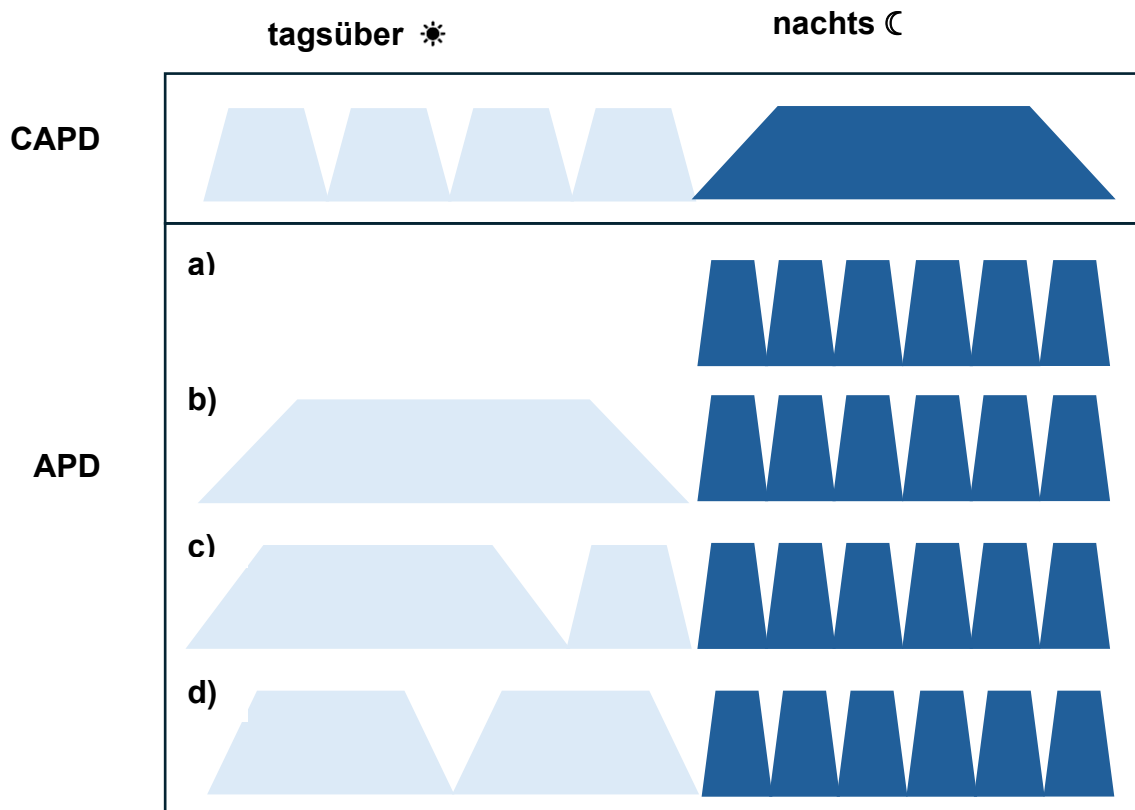 tagsüber ☀ nachts ☾
CAPD
a)
b)
APD
c)
d)